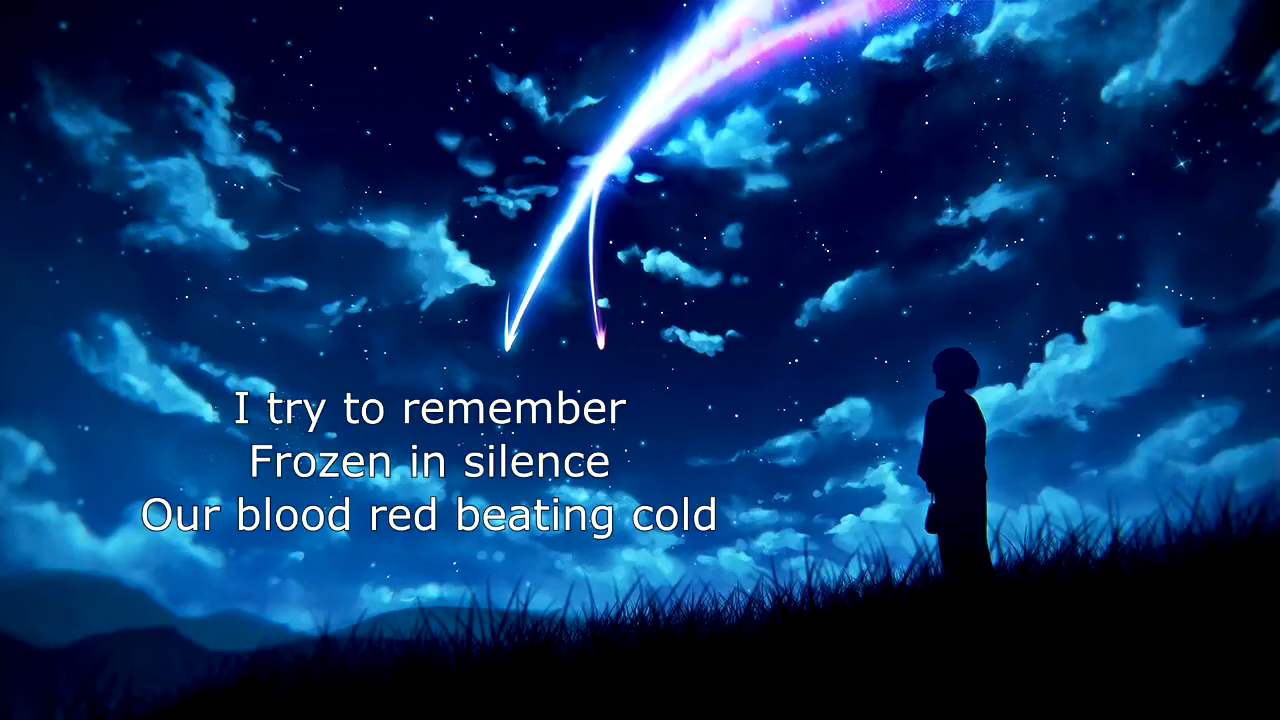 I try to remember
Frozen in silence
Our blood red beating cold